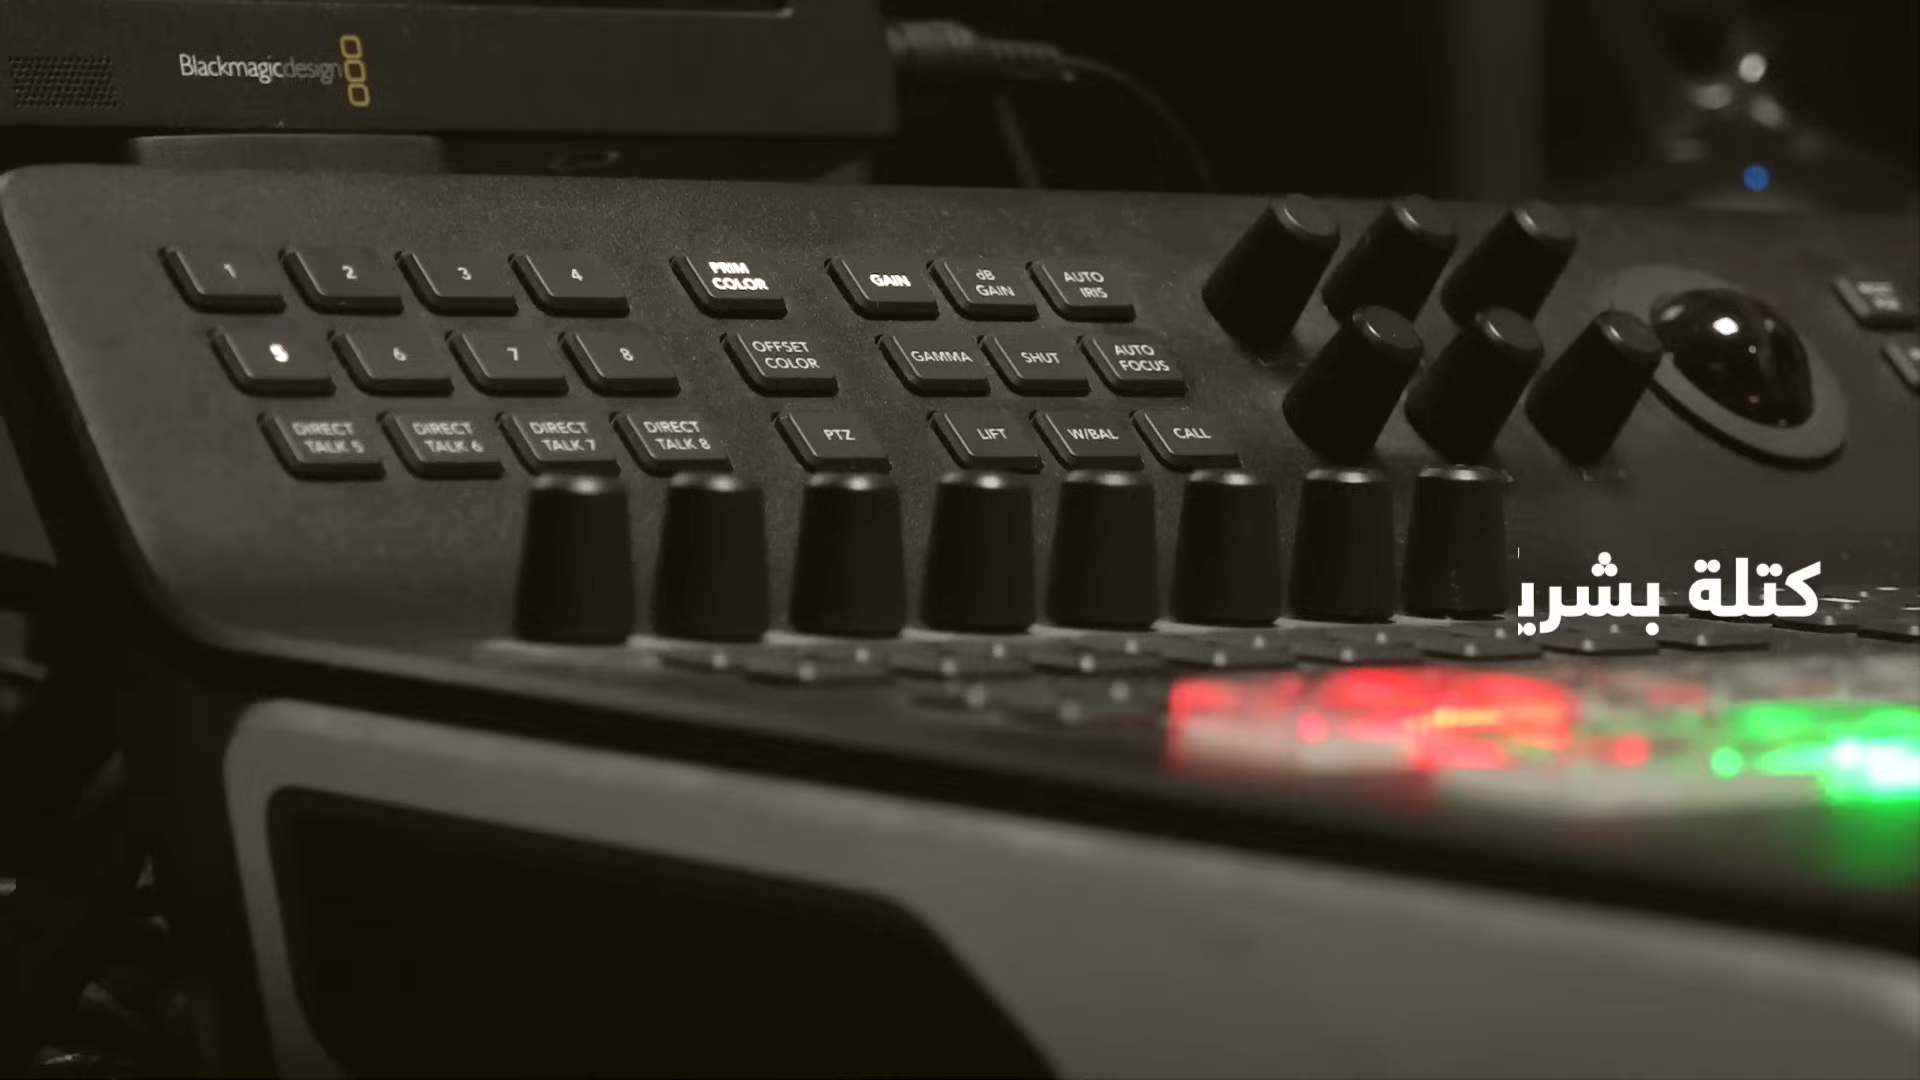 Blackmagicdesign
1 2 3 4 PRIM COLOR GAIN dB GAIN AUTO IRIS
5 6 7 8 OFFSET COLOR GAMMA SHUT AUTO FOCUS
DIRECT TALK 5 DIRECT TALK 6 DIRECT TALK 7 DIRECT TALK 8 PTZ LIFT W/BAL CALL
كتلة